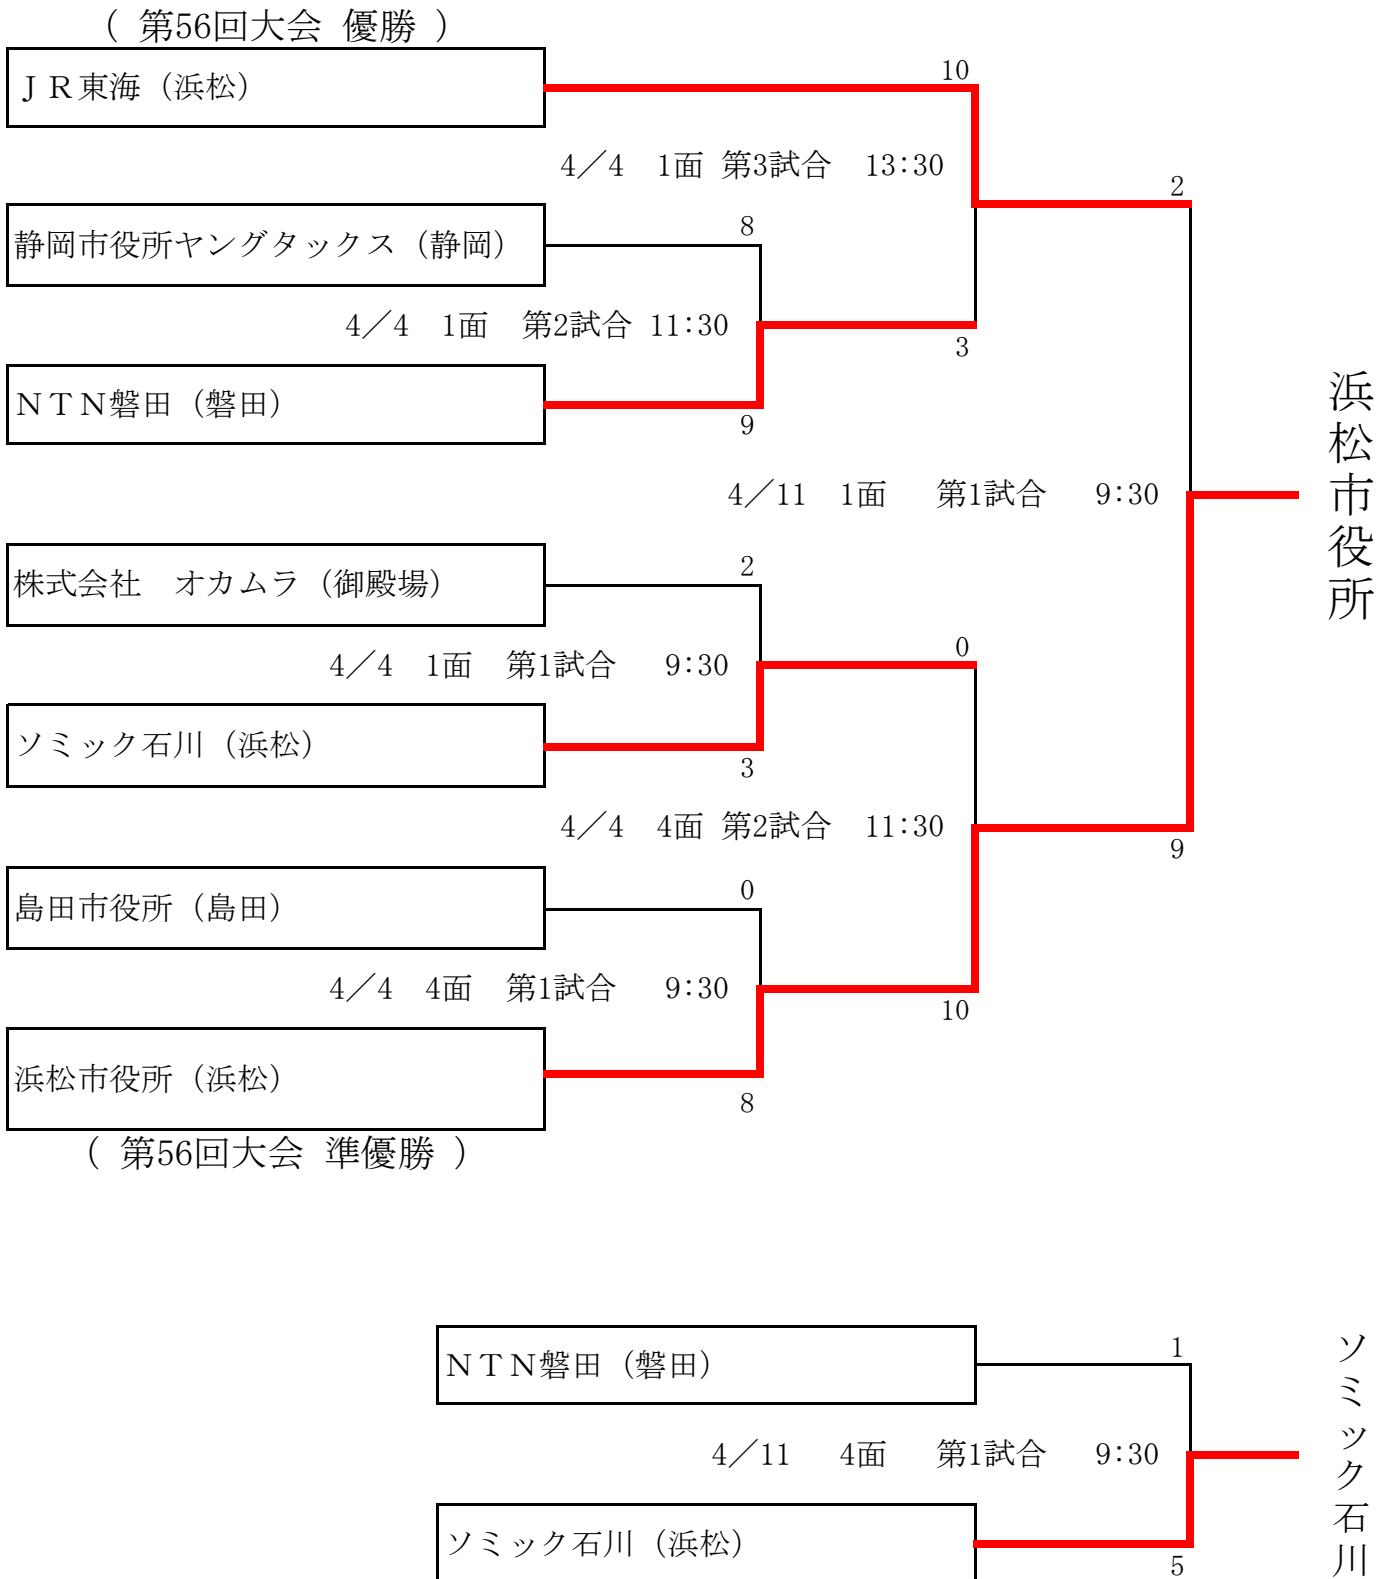 ( 第56回大会 優勝 )
10
ＪＲ東海（浜松）
4／4 1面 第3試合 13:30
2
8
静岡市役所ヤングタックス（静岡）
4／4 1面 第2試合 11:30
3
ＮＴＮ磐田（磐田）
9
浜松市役所
4／11 1面 第1試合 9:30
2
株式会社　オカムラ（御殿場）
0
4／4 1面 第1試合 9:30
ソミック石川（浜松）
3
4／4 4面 第2試合 11:30
9
0
島田市役所（島田）
4／4 4面 第1試合 9:30
10
浜松市役所（浜松）
8
( 第56回大会 準優勝 )
1
ＮＴＮ磐田（磐田）
ソミック石川
4／11 4面 第1試合 9:30
ソミック石川（浜松）
5